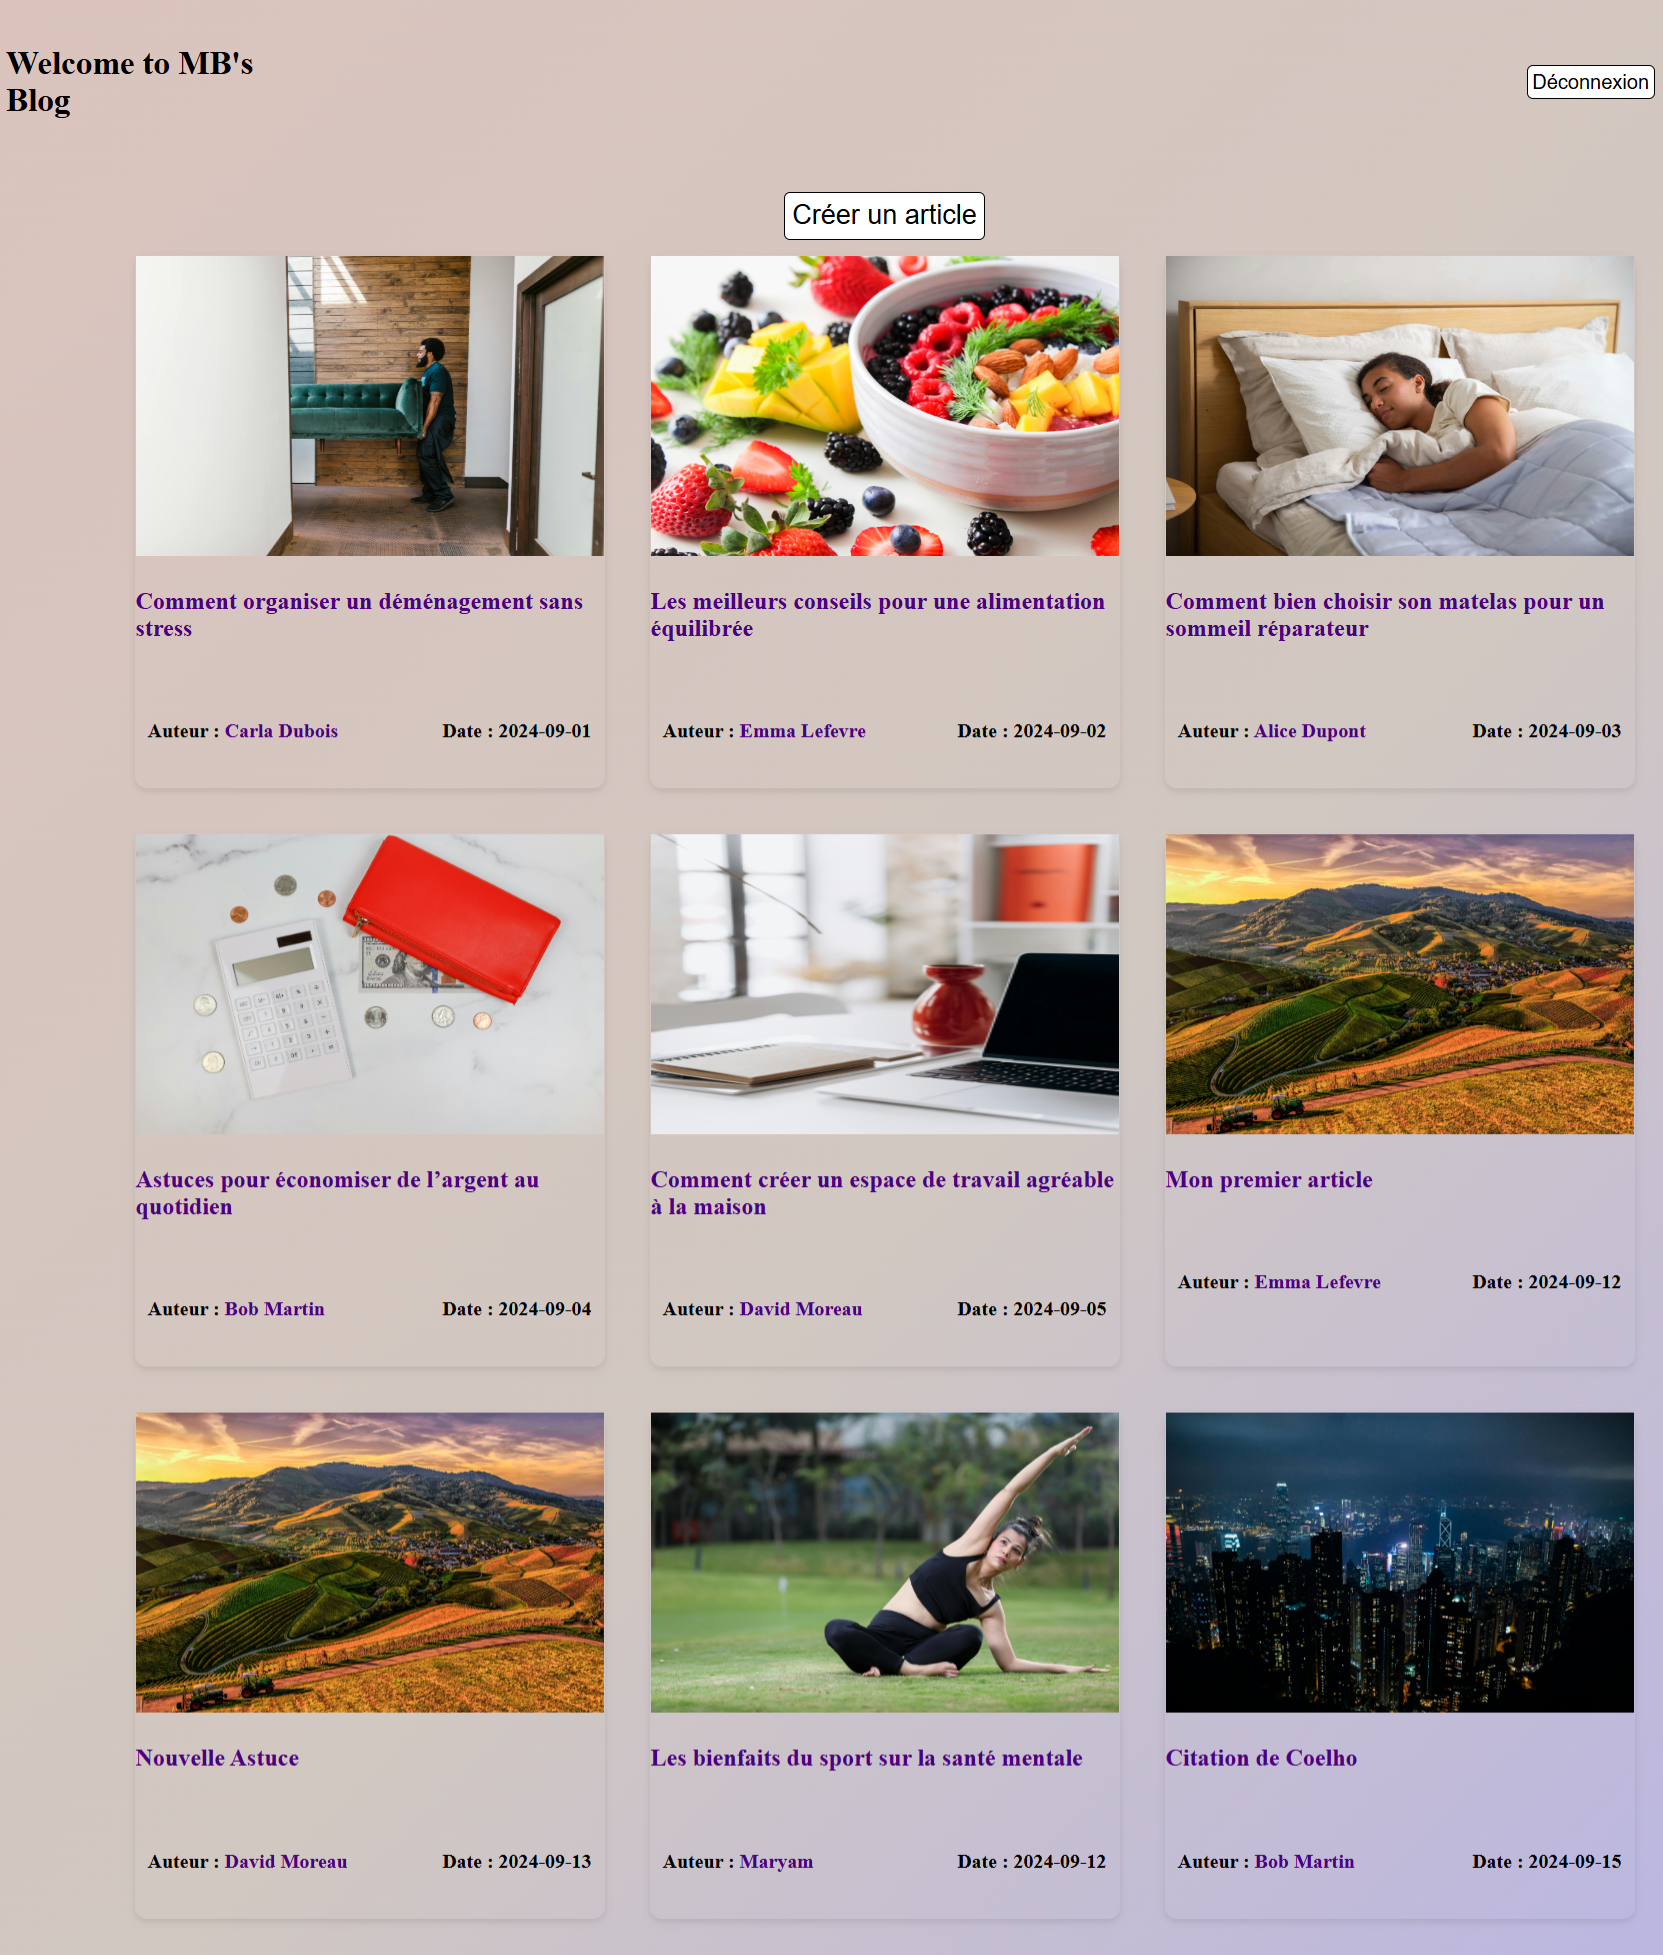 Welcome to MB's
Blog
Déconnexion
Créer un article
Comment organiser un déménagement sans
stress
Auteur : Carla Dubois
Date : 2024-09-01
Les meilleurs conseils pour une alimentation
équilibrée
Auteur : Emma Lefevre
Date : 2024-09-02
Comment bien choisir son matelas pour un
sommeil réparateur
Auteur : Alice Dupont
Date : 2024-09-03
Astuces pour économiser de l’argent au
quotidien
Auteur : Bob Martin
Date : 2024-09-04
Comment créer un espace de travail agréable
à la maison
Auteur : David Moreau
Date : 2024-09-05
Mon premier article
Auteur : Emma Lefevre
Date : 2024-09-12
Nouvelle Astuce
Auteur : David Moreau
Date : 2024-09-13
Les bienfaits du sport sur la santé mentale
Auteur : Maryam
Date : 2024-09-12
Citation de Coelho
Auteur : Bob Martin
Date : 2024-09-15